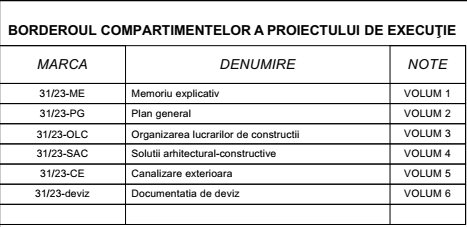 BORDEROUL COMPARTIMENTELOR A PROIECTULUI DE EXECUŢIE
MARCA DENUMIRE NOTE
31/23-ME Memoriu explicativ VOLUM 1
31/23-PG Plan general VOLUM 2
31/23-OLC Organizarea lucrarilor de constructii VOLUM 3
31/23-SAC Solutii arhitectural-constructive VOLUM 4
31/23-CE Canalizare exterioara VOLUM 5
31/23-deviz Documentatia de deviz VOLUM 6